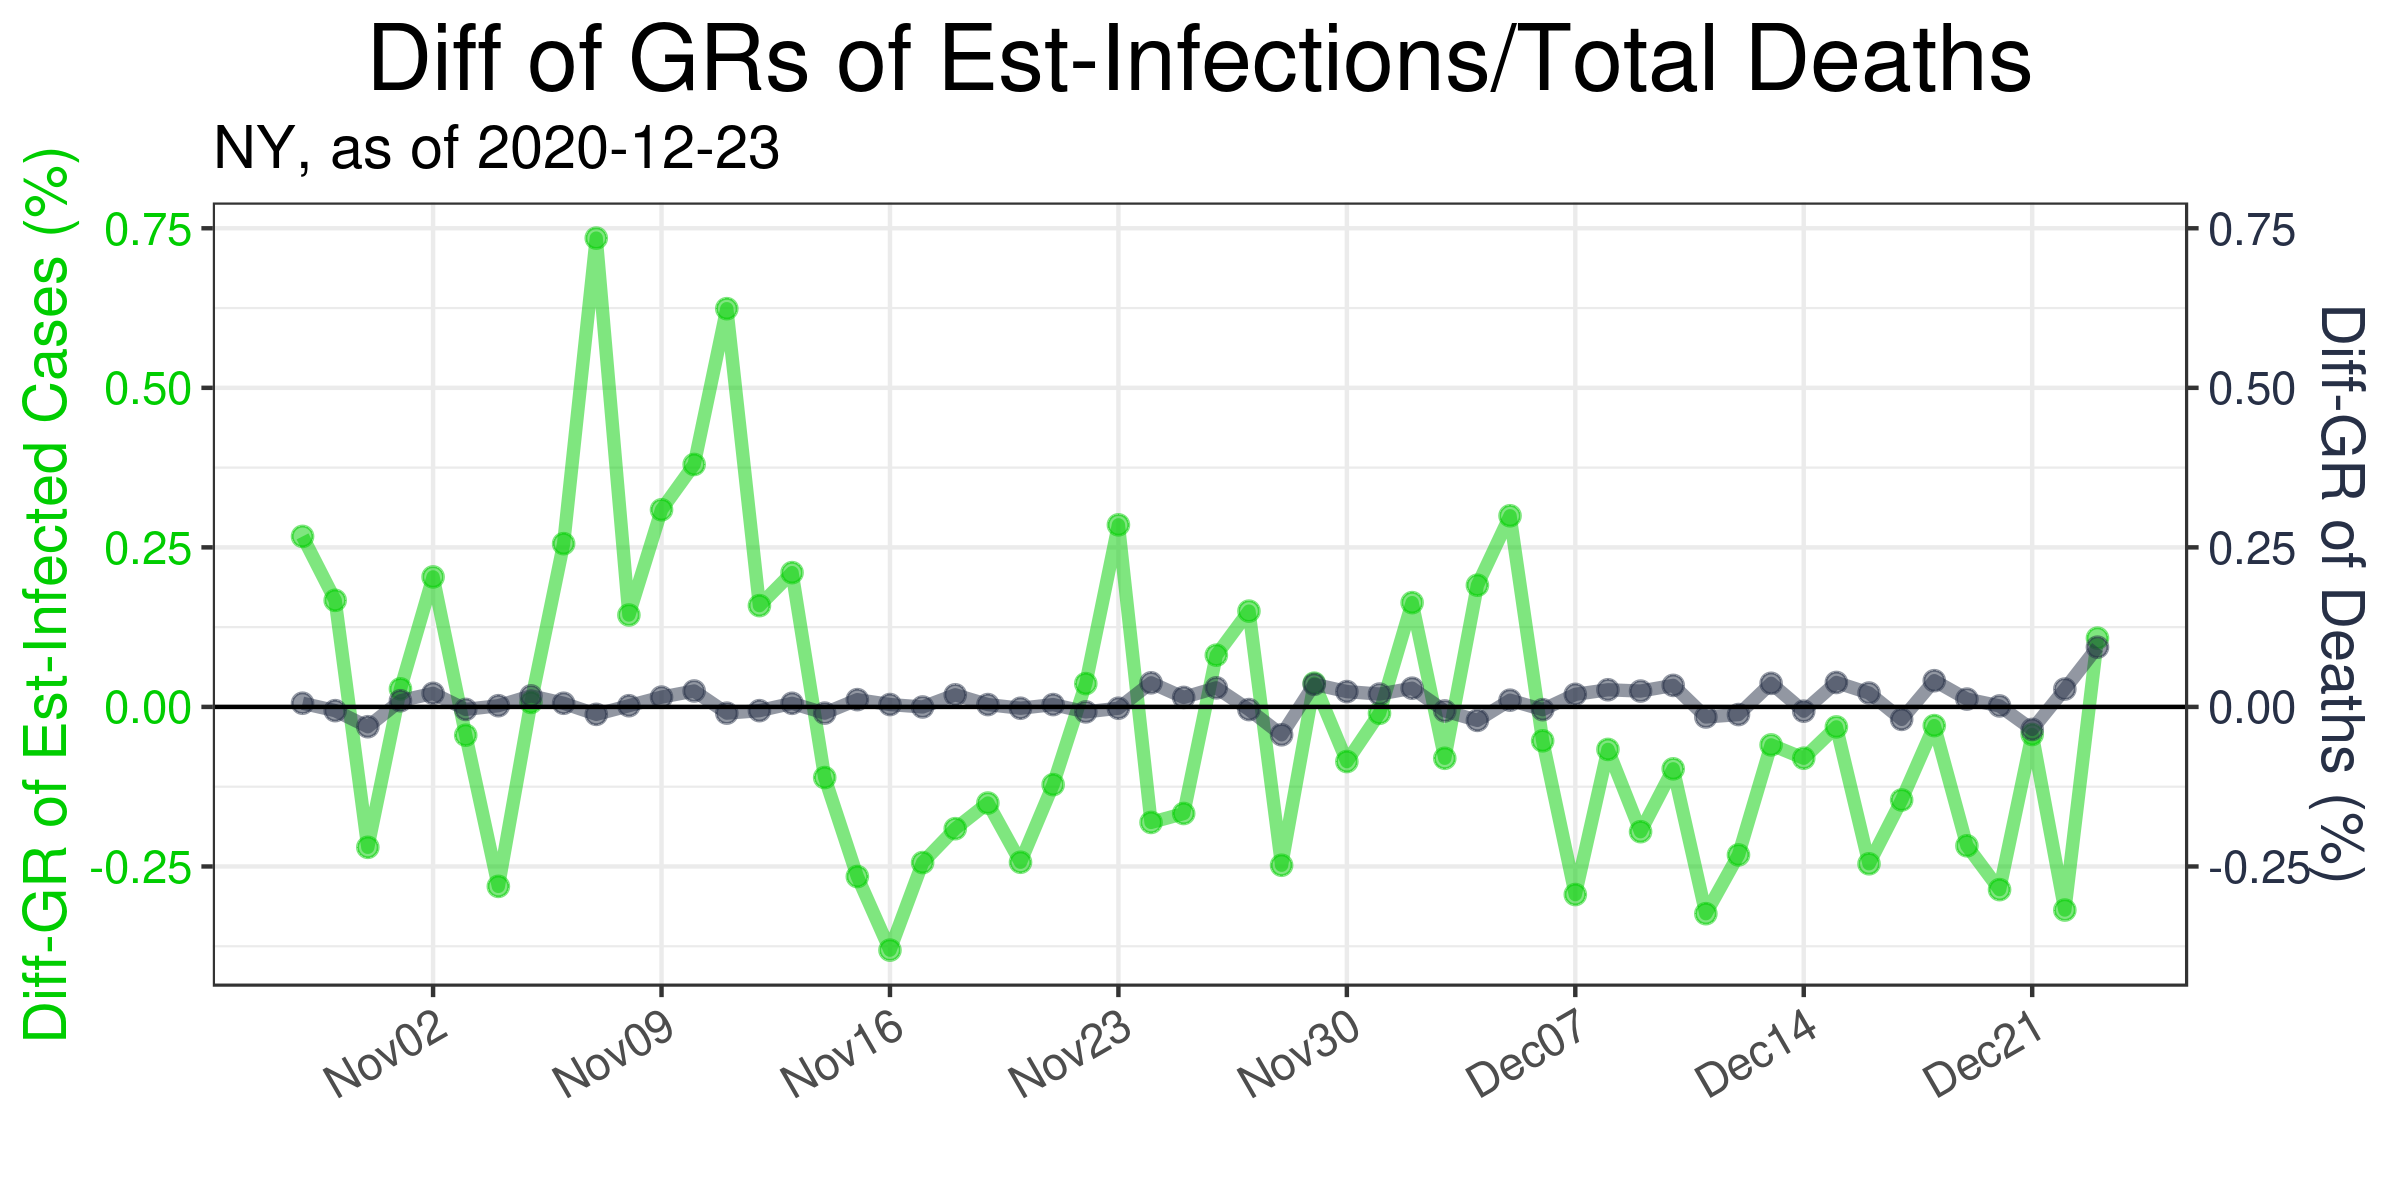 Diff of GRs of Est-Infections/Total Deaths
NY, as of 2020-12-23
Diff-GR of Est-Infected Cases (%)
0.75
0.50
0.25
0.00
-0.25
0.75
0.50
0.25
0.00
-0.25
Diff-GR of Deaths (%)
Nov02
Nov09
Nov16
Nov23
Nov30
Dec07
Dec14
Dec21